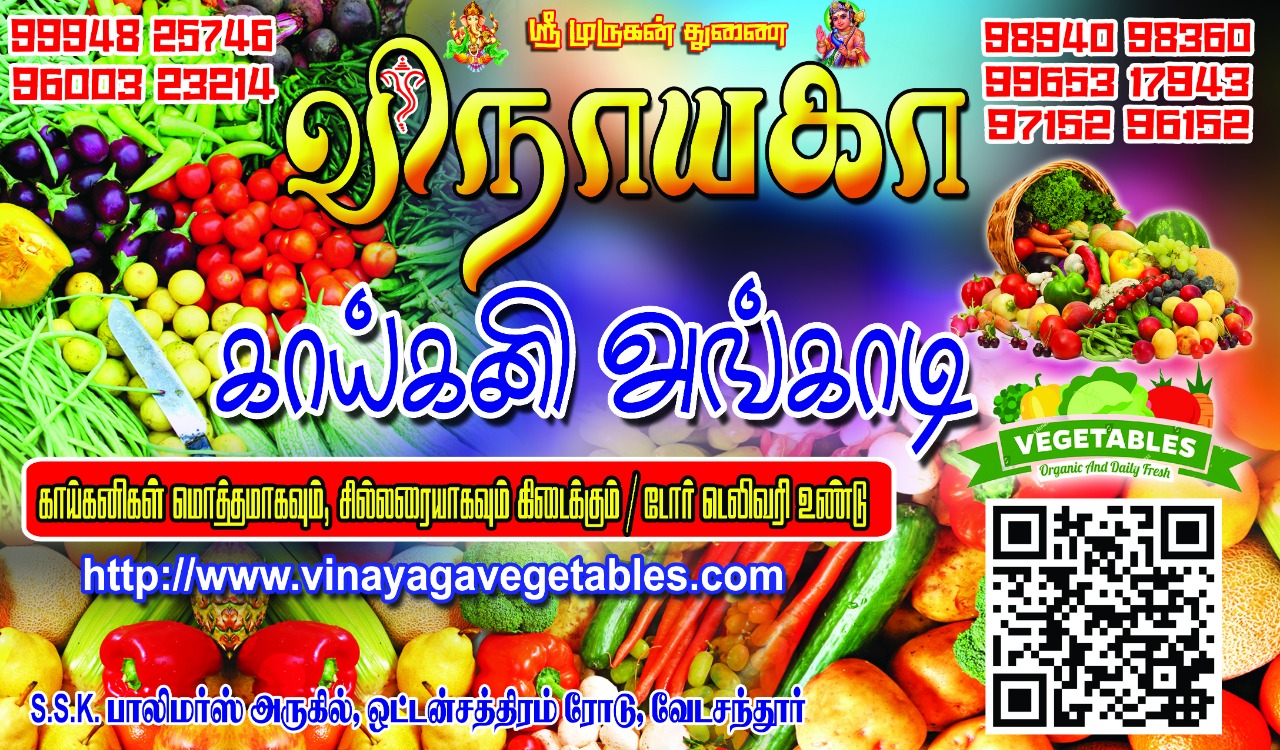 ஸ்ரீ முருகன் துணை
99948 25746
96003 23214
98940 98360
99653 17943
97152 96152
விநாயகா
காய்கனி அங்காடி
VEGETABLES
Organic And Daily Fresh
காய்கனிகள் மொத்தமாகவும், சில்லரையாகவும் கிடைக்கும் / டோர் டெலிவரி உண்டு
http://www.vinayagavegetables.com
S.S.K. பாலிமர்ஸ் அருகில், ஒட்டன்சத்திரம் ரோடு, வேடசந்தூர்